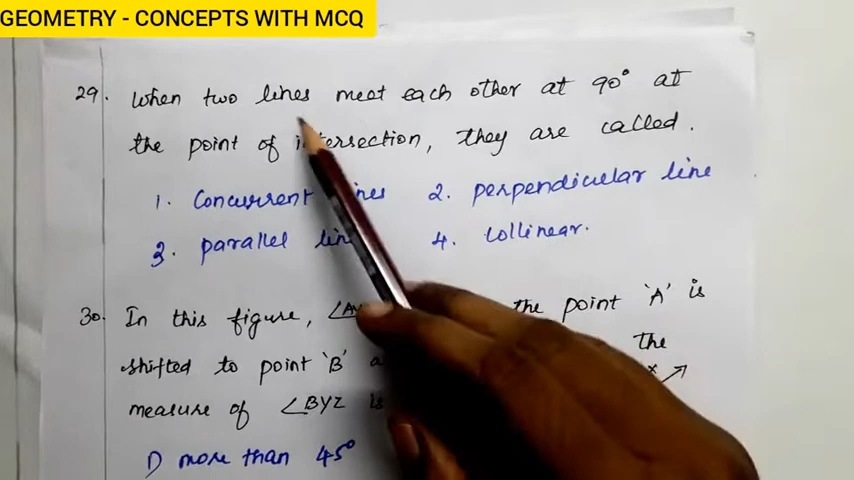 GEOMETRY - CONCEPTS WITH MCQ
29. When two lines meet each other at 90° at
the point of intersection, they are called.
1. Concurrent lines 2. perpendicular line
3. parallel line 4. Collinear.
30. In this figure, the point 'A' is
shifted to point 'B' the
measure of ∠BYZ is
1) more than 45°